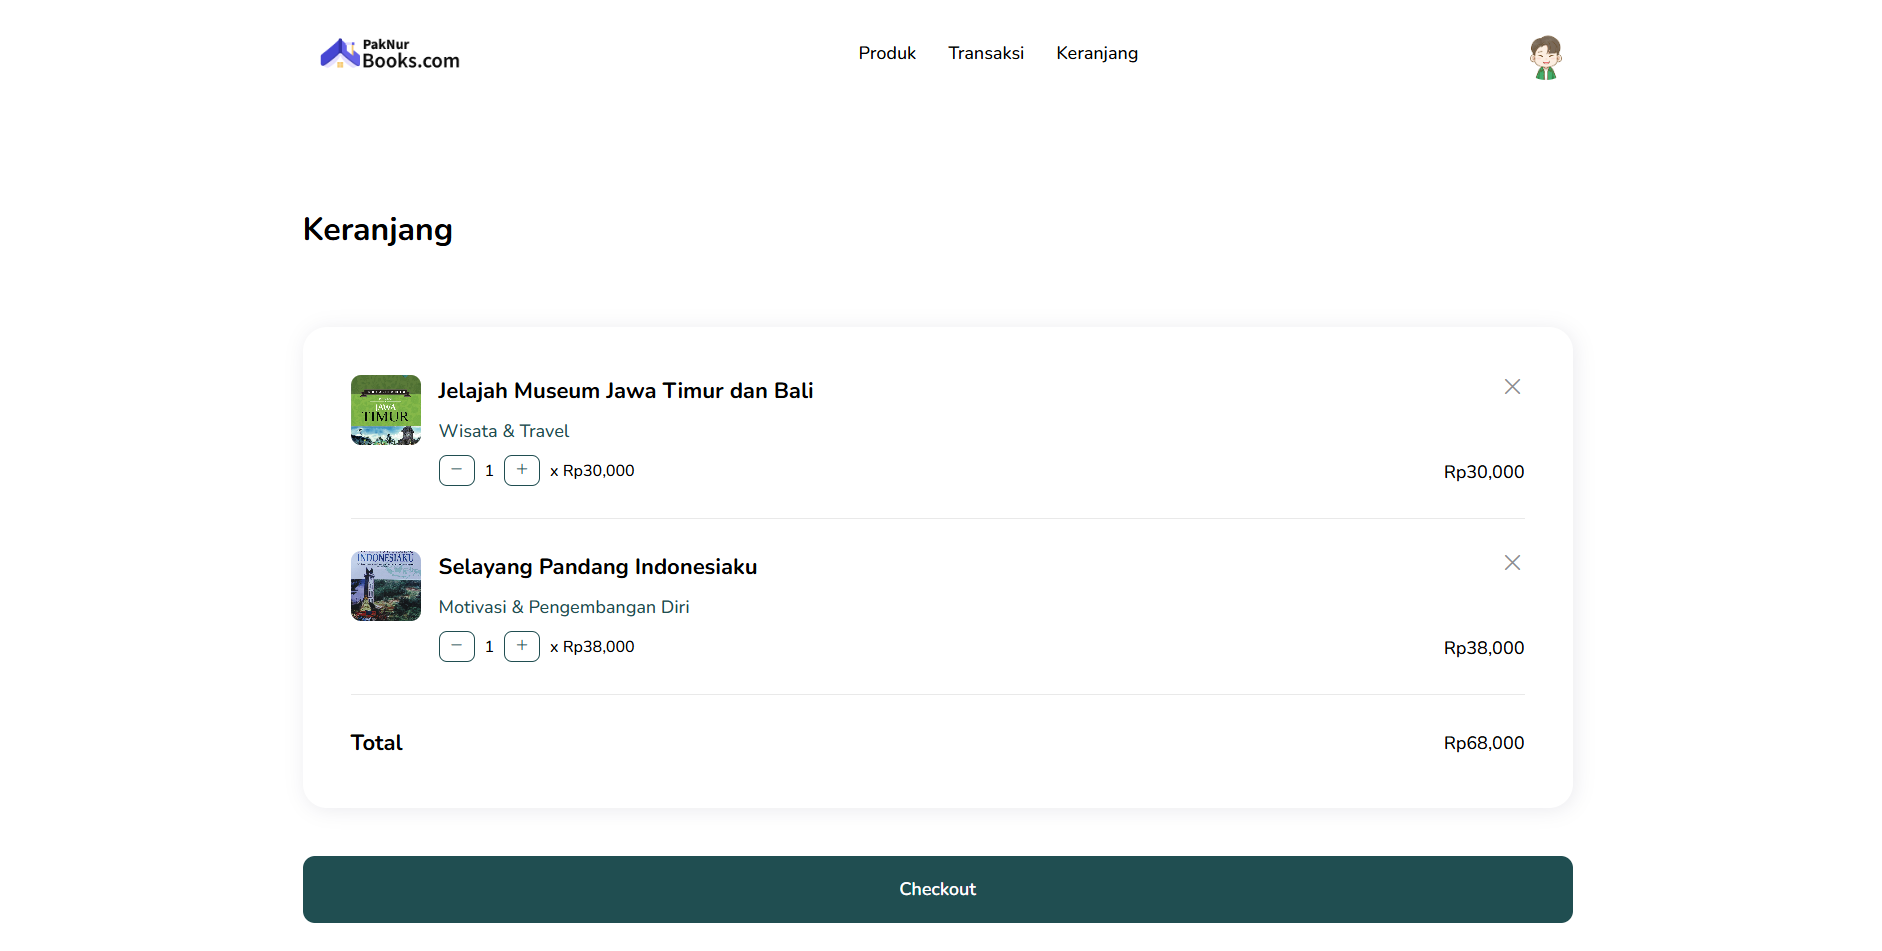 PakNur
Books.com
Produk
Transaksi
Keranjang
Keranjang
JAWA
TIMUR
Jelajah Museum Jawa Timur dan Bali
Wisata & Travel
− 1 + x Rp30,000
Rp30,000
INDONESIAKU
Selayang Pandang Indonesiaku
Motivasi & Pengembangan Diri
− 1 + x Rp38,000
Rp38,000
Total
Rp68,000
Checkout